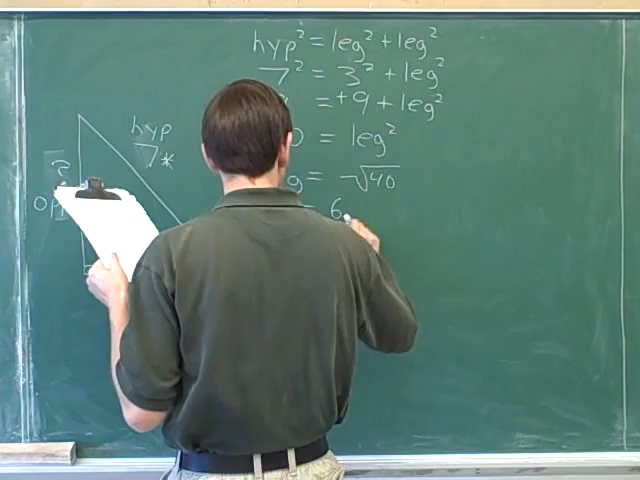 hyp² = leg² + leg²
7² = 3² + leg²
= +9 + leg²
0 = leg²
g = √40
= 6
hyp
7 *
?
op